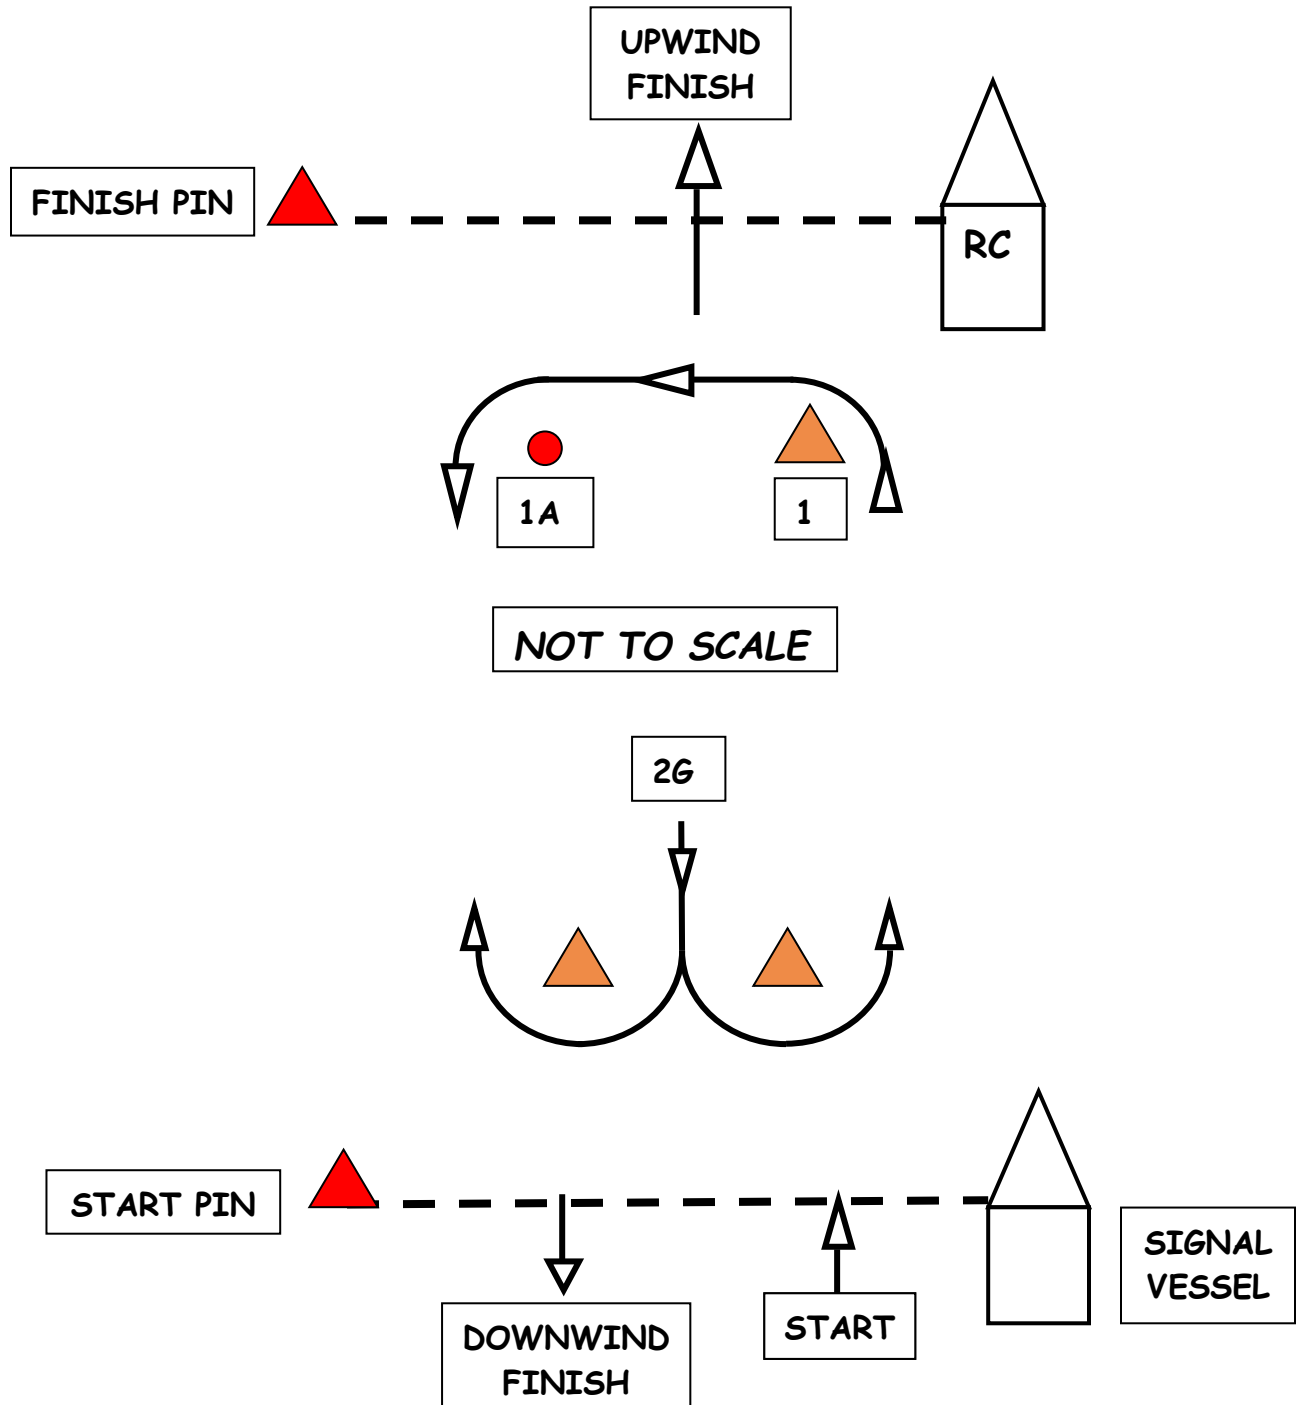 UPWIND
FINISH
FINISH PIN
RC
1A
1
NOT TO SCALE
2G
START PIN
SIGNAL
VESSEL
START
DOWNWIND
FINISH